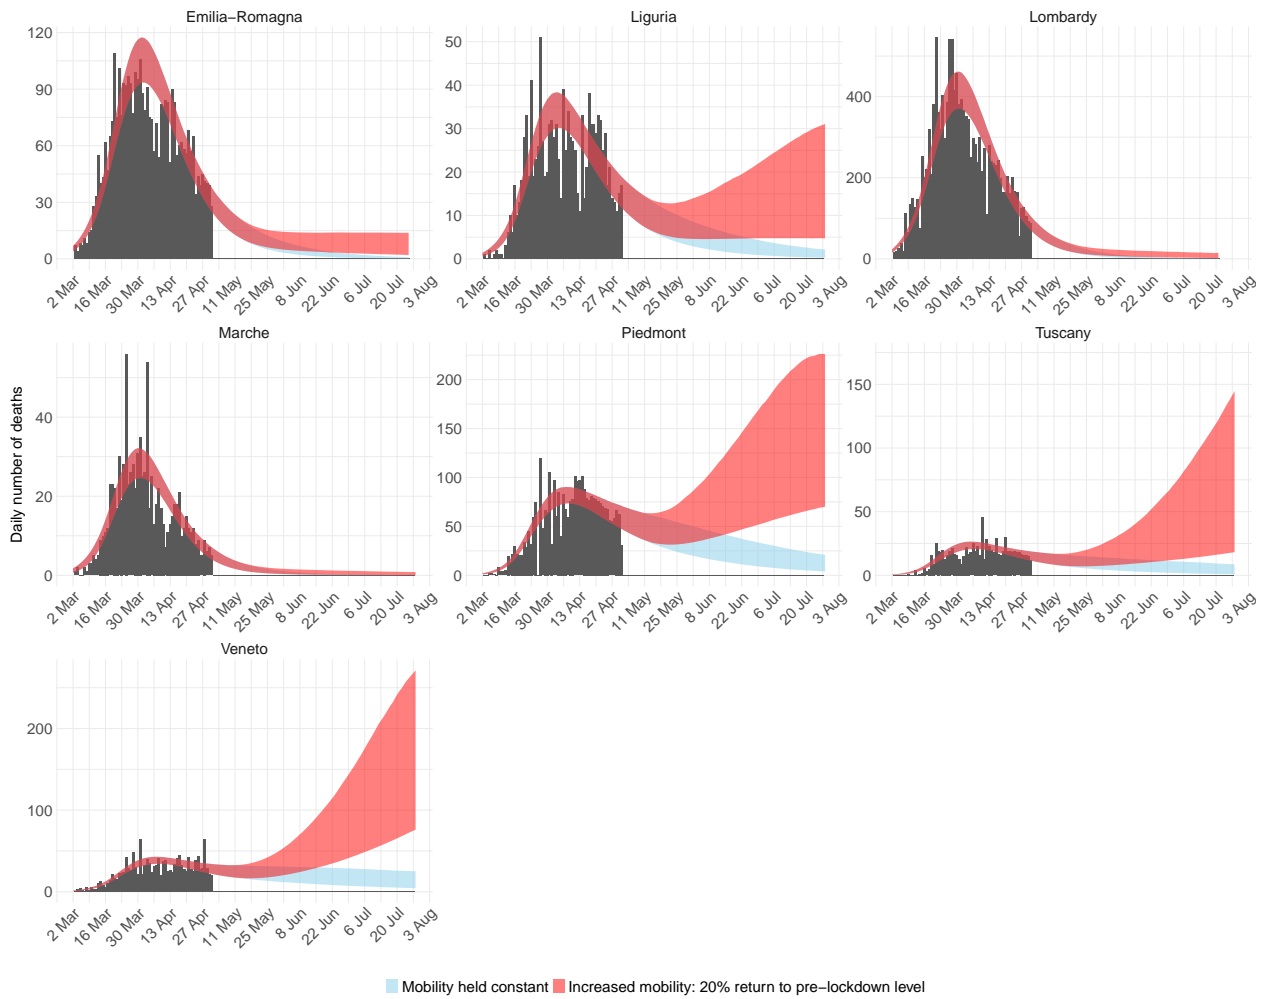 Emilia−Romagna
Liguria
Lombardy
120
90
60
30
0
50
40
30
20
10
0
400
200
0
2 Mar 16 Mar 30 Mar 13 Apr 27 Apr 11 May 25 May 8 Jun 22 Jun 6 Jul 20 Jul 3 Aug
2 Mar 16 Mar 30 Mar 13 Apr 27 Apr 11 May 25 May 8 Jun 22 Jun 6 Jul 20 Jul 3 Aug
2 Mar 16 Mar 30 Mar 13 Apr 27 Apr 11 May 25 May 8 Jun 22 Jun 6 Jul 20 Jul 3 Aug
Daily number of deaths
Marche
Piedmont
Tuscany
40
20
0
200
150
100
50
0
150
100
50
0
2 Mar 16 Mar 30 Mar 13 Apr 27 Apr 11 May 25 May 8 Jun 22 Jun 6 Jul 20 Jul 3 Aug
2 Mar 16 Mar 30 Mar 13 Apr 27 Apr 11 May 25 May 8 Jun 22 Jun 6 Jul 20 Jul 3 Aug
2 Mar 16 Mar 30 Mar 13 Apr 27 Apr 11 May 25 May 8 Jun 22 Jun 6 Jul 20 Jul 3 Aug
Veneto
200
100
0
2 Mar 16 Mar 30 Mar 13 Apr 27 Apr 11 May 25 May 8 Jun 22 Jun 6 Jul 20 Jul 3 Aug
Mobility held constant
Increased mobility: 20% return to pre−lockdown level